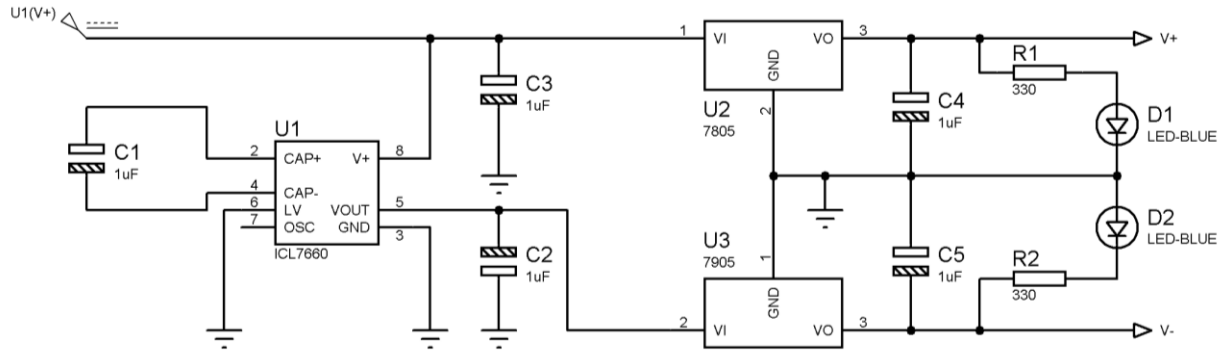 U1(V+)
C1
1uF
U1
2
CAP+
V+
8
4
CAP-
6
LV
VOUT
5
7
OSC
GND
3
ICL7660
C3
1uF
C2
1uF
1
VI
VO
3
GND
2
U2
7805
U3
7905
1
GND
2
VI
VO
3
C4
1uF
C5
1uF
R1
330
D1
LED-BLUE
D2
LED-BLUE
R2
330
V+
V-